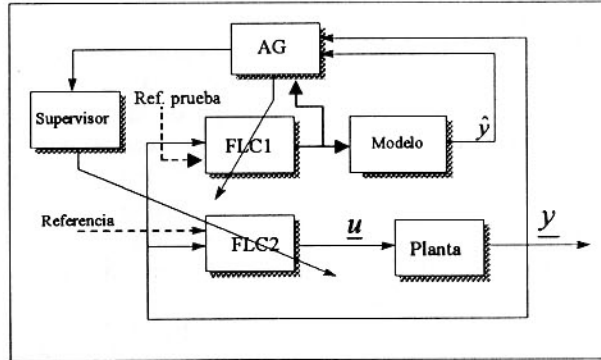 AG
Ref. prueba
Supervisor
FLC1
Modelo
ŷ
Referencia
FLC2
u
Planta
y